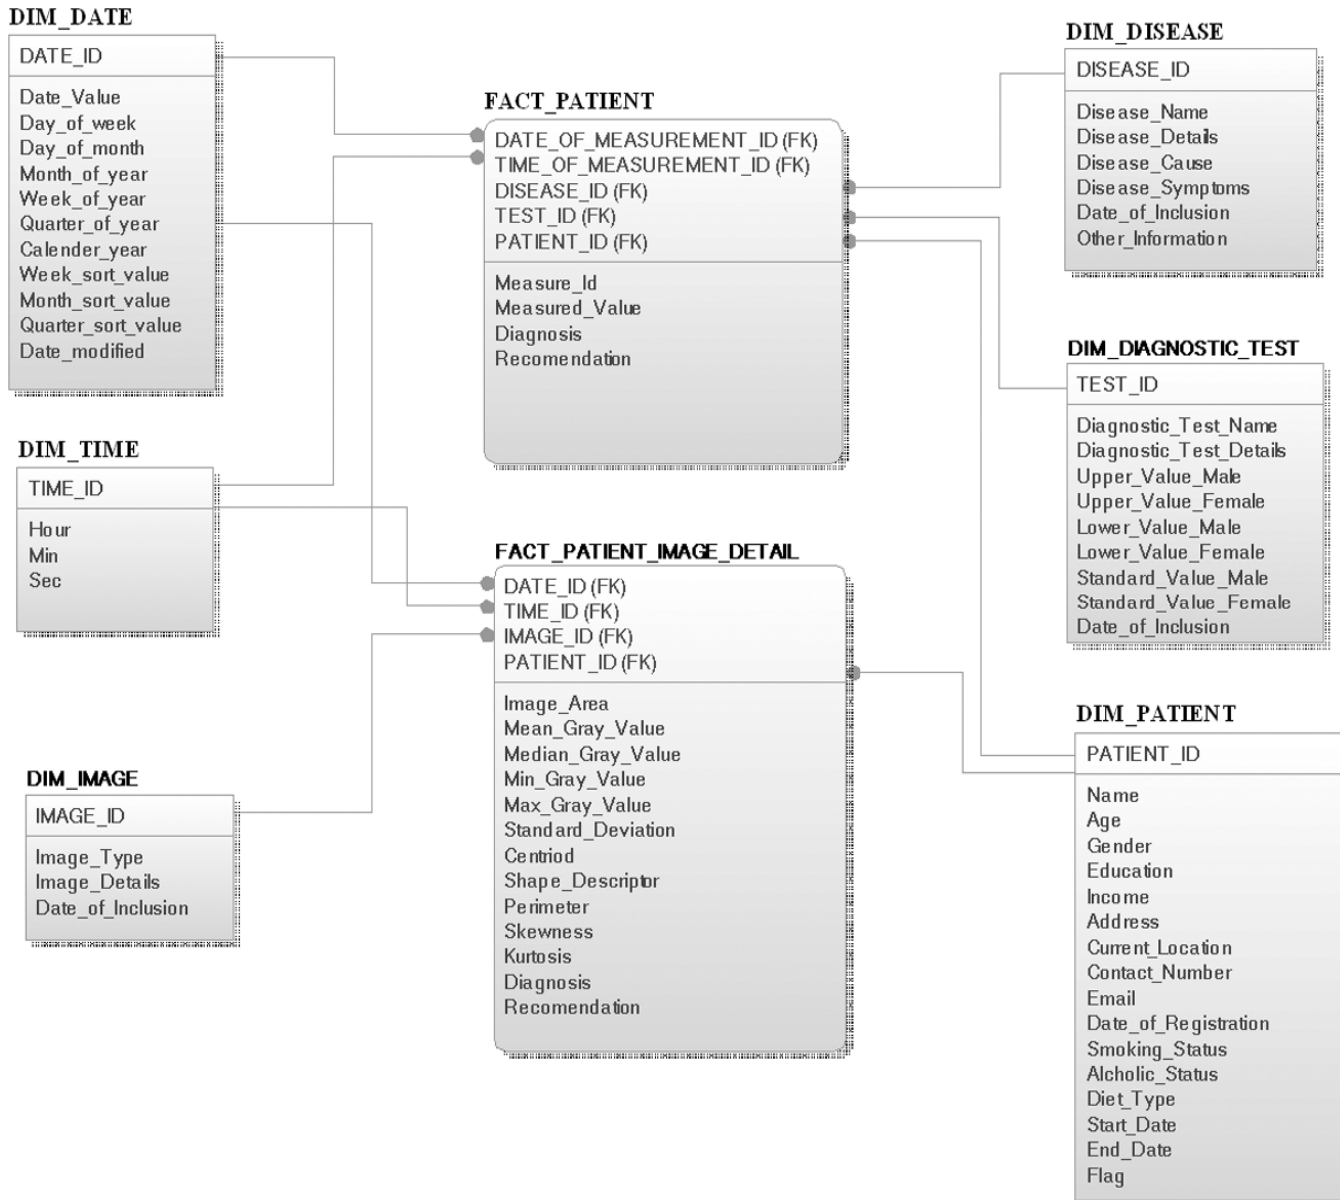 DIM_DATE
DATE_ID
Date_Value
Day_of_week
Day_of_month
Month_of_year
Week_of_year
Quarter_of_year
Calender_year
Week_sort_value
Month_sort_value
Quarter_sort_value
Date_modified
DIM_TIME
TIME_ID
Hour
Min
Sec
DIM_IMAGE
IMAGE_ID
Image_Type
Image_Details
Date_of_Inclusion
FACT_PATIENT
DATE_OF_MEASUREMENT_ID (FK)
TIME_OF_MEASUREMENT_ID (FK)
DISEASE_ID (FK)
TEST_ID (FK)
PATIENT_ID (FK)
Measure_Id
Measured_Value
Diagnosis
Recomendation
FACT_PATIENT_IMAGE_DETAIL
DATE_ID (FK)
TIME_ID (FK)
IMAGE_ID (FK)
PATIENT_ID (FK)
Image_Area
Mean_Gray_Value
Median_Gray_Value
Min_Gray_Value
Max_Gray_Value
Standard_Deviation
Centriod
Shape_Descriptor
Perimeter
Skewness
Kurtosis
Diagnosis
Recomendation
DIM_DISEASE
DISEASE_ID
Disease_Name
Disease_Details
Disease_Cause
Disease_Symptoms
Date_of_Inclusion
Other_Information
DIM_DIAGNOSTIC_TEST
TEST_ID
Diagnostic_Test_Name
Diagnostic_Test_Details
Upper_Value_Male
Upper_Value_Female
Lower_Value_Male
Lower_Value_Female
Standard_Value_Male
Standard_Value_Female
Date_of_Inclusion
DIM_PATIENT
PATIENT_ID
Name
Age
Gender
Education
Income
Address
Current_Location
Contact_Number
Email
Date_of_Registration
Smoking_Status
Alcholic_Status
Diet_Type
Start_Date
End_Date
Flag